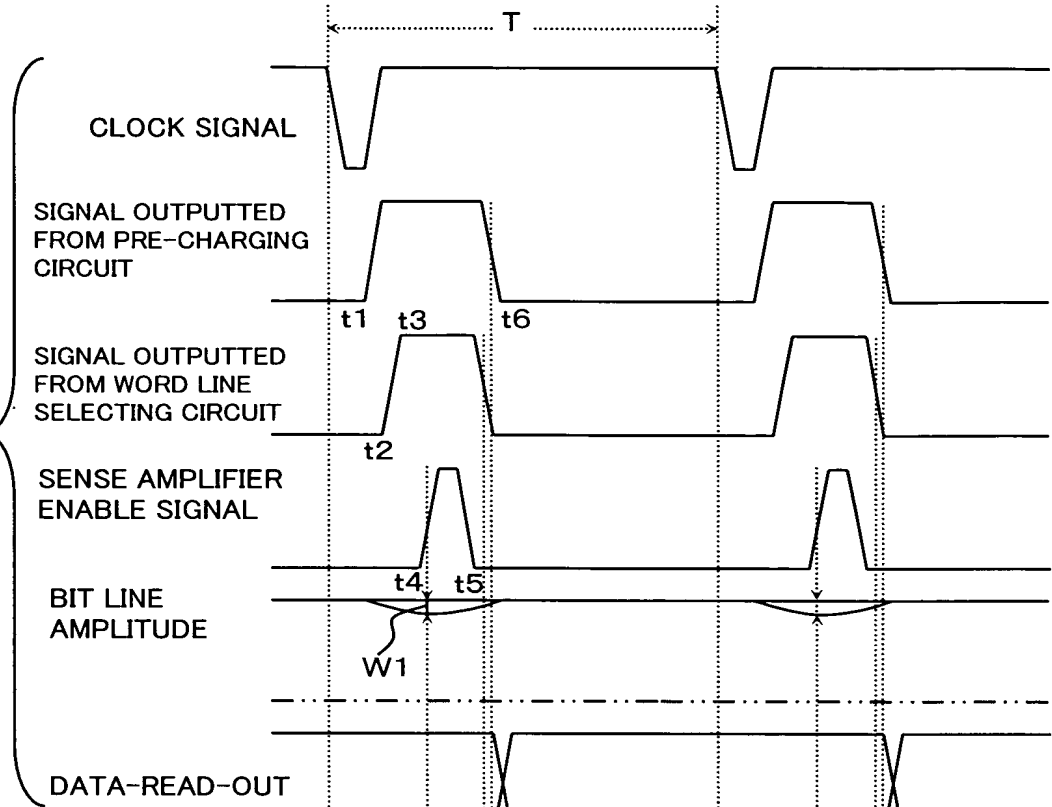 T
CLOCK SIGNAL
SIGNAL OUTPUTTED
FROM PRE-CHARGING
CIRCUIT
t1
t3
t6
SIGNAL OUTPUTTED
FROM WORD LINE
SELECTING CIRCUIT
t2
SENSE AMPLIFIER
ENABLE SIGNAL
t4
t5
BIT LINE
AMPLITUDE
W1
DATA-READ-OUT